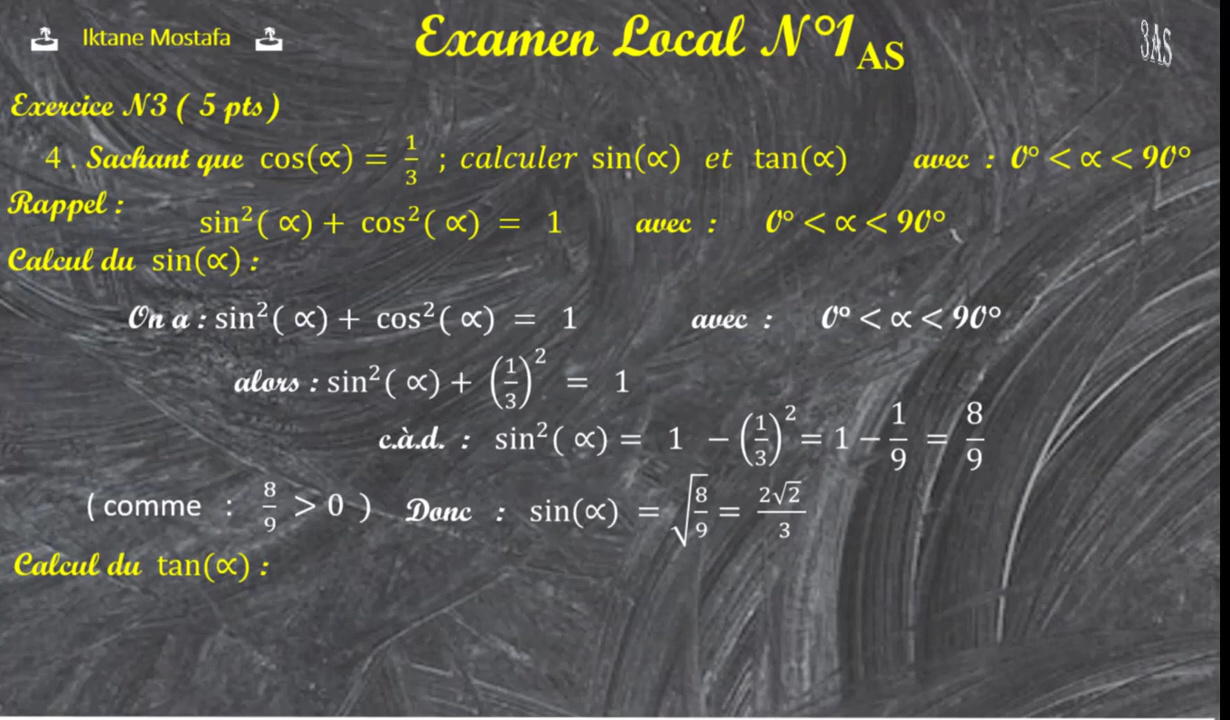 Iktane Mostafa
Examen Local N°1 AS
3AS
Exercice N3 ( 5 pts )
4 . Sachant que cos(∝) = 1/3 ; calculer sin(∝) et tan(∝) avec : 0° < ∝ < 90°
Rappel :
sin²( ∝) + cos²( ∝) = 1 avec : 0° < ∝ < 90°
Calcul du sin(∝) :
On a : sin²( ∝) + cos²( ∝) = 1 avec : 0° < ∝ < 90°
alors : sin²( ∝) + (1/3)² = 1
c.à.d. : sin²( ∝) = 1 − (1/3)² = 1 − 1/9 = 8/9
( comme : 8/9 > 0 ) Donc : sin(∝) = √(8/9) = 2√2/3
Calcul du tan(∝) :